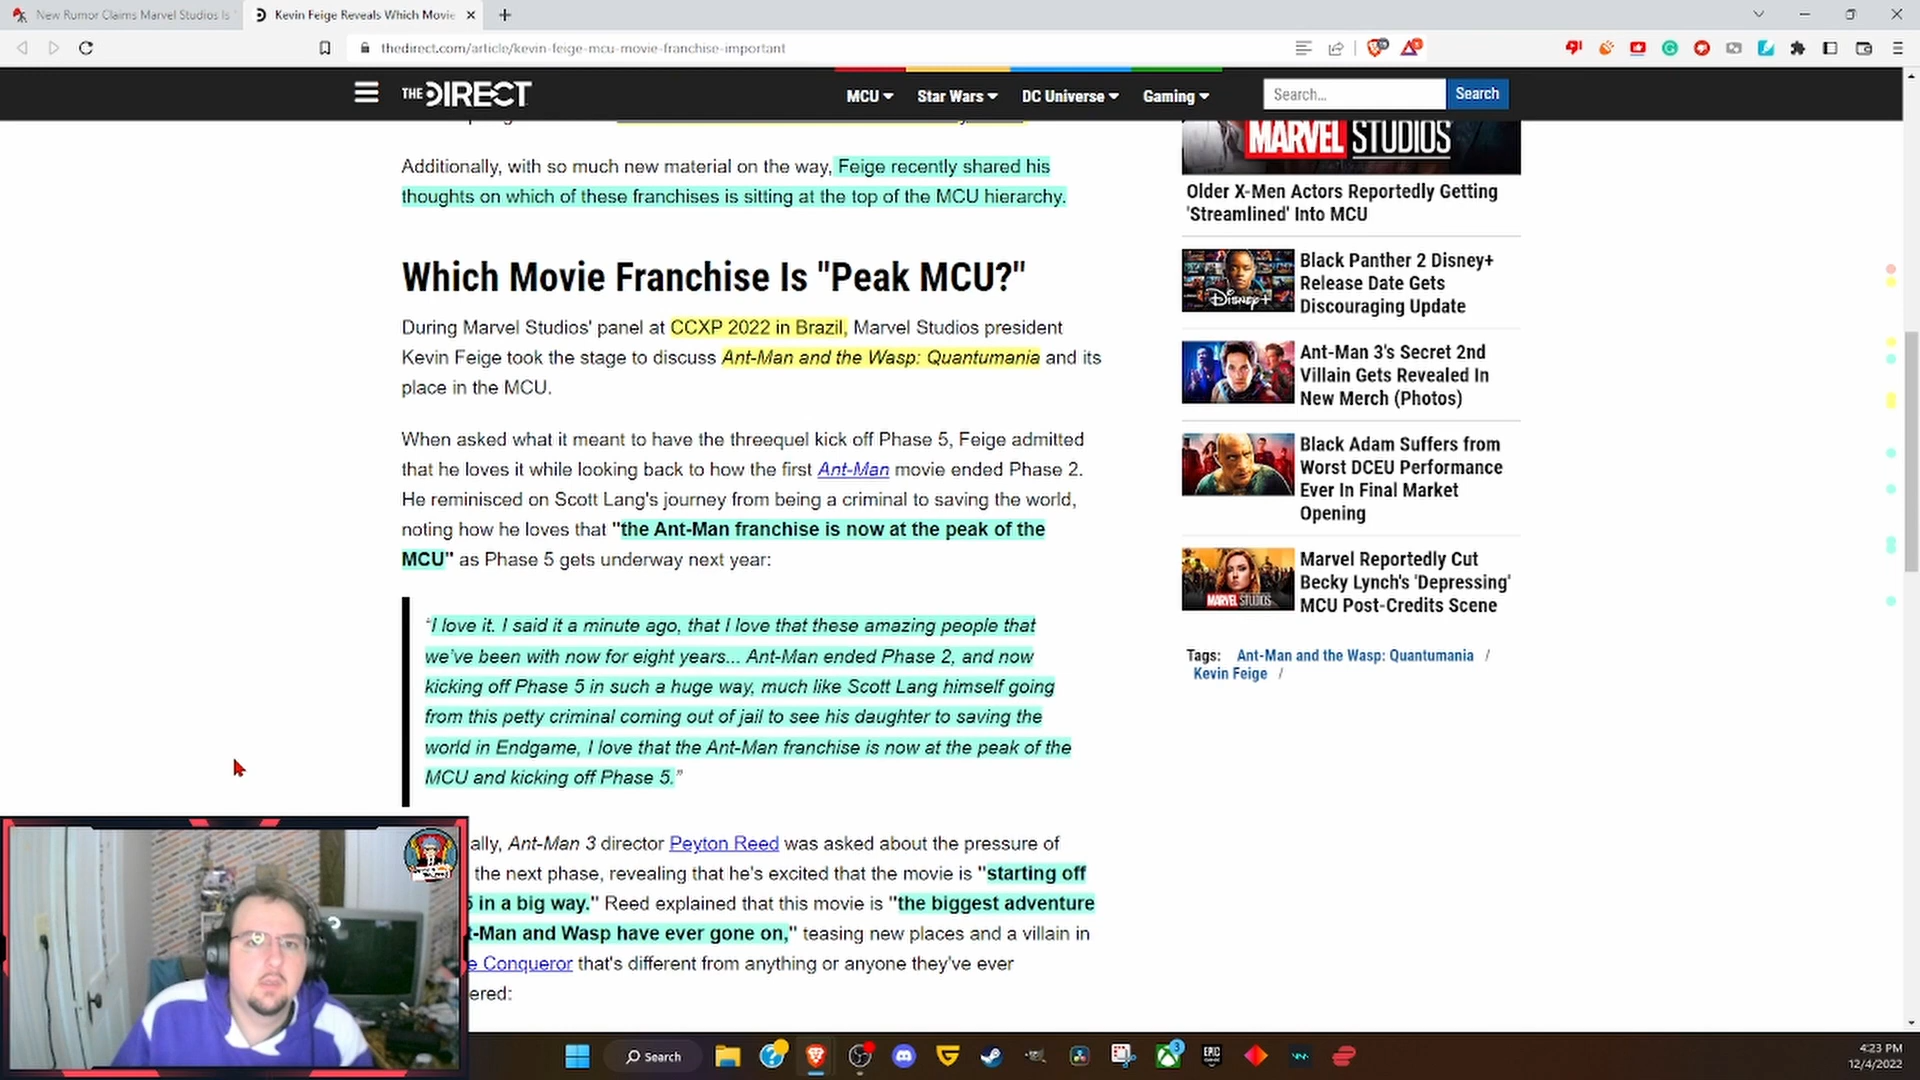 New Rumor Claims Marvel Studios Is
Kevin Feige Reveals Which Movie
thedirect.com/article/kevin-feige-mcu-movie-franchise-important
THE DIRECT
MCU
Star Wars
DC Universe
Gaming
Search...
Search
Additionally, with so much new material on the way, Feige recently shared his
thoughts on which of these franchises is sitting at the top of the MCU hierarchy.
Which Movie Franchise Is "Peak MCU?"
During Marvel Studios' panel at CCXP 2022 in Brazil, Marvel Studios president
Kevin Feige took the stage to discuss Ant-Man and the Wasp: Quantumania and its
place in the MCU.
When asked what it meant to have the threequel kick off Phase 5, Feige admitted
that he loves it while looking back to how the first Ant-Man movie ended Phase 2.
He reminisced on Scott Lang's journey from being a criminal to saving the world,
noting how he loves that "the Ant-Man franchise is now at the peak of the
MCU" as Phase 5 gets underway next year:
“I love it. I said it a minute ago, that I love that these amazing people that
we’ve been with now for eight years... Ant-Man ended Phase 2, and now
kicking off Phase 5 in such a huge way, much like Scott Lang himself going
from this petty criminal coming out of jail to see his daughter to saving the
world in Endgame, I love that the Ant-Man franchise is now at the peak of the
MCU and kicking off Phase 5.”
ally, Ant-Man 3 director Peyton Reed was asked about the pressure of
the next phase, revealing that he's excited that the movie is "starting off
5 in a big way." Reed explained that this movie is "the biggest adventure
t-Man and Wasp have ever gone on," teasing new places and a villain in
e Conqueror that's different from anything or anyone they've ever
ered:
MARVEL STUDIOS
Older X-Men Actors Reportedly Getting
'Streamlined' Into MCU
Disney+
Black Panther 2 Disney+
Release Date Gets
Discouraging Update
Ant-Man 3's Secret 2nd
Villain Gets Revealed In
New Merch (Photos)
Black Adam Suffers from
Worst DCEU Performance
Ever In Final Market
Opening
MARVEL STUDIOS
Marvel Reportedly Cut
Becky Lynch's 'Depressing'
MCU Post-Credits Scene
Tags: Ant-Man and the Wasp: Quantumania /
Kevin Feige /
Search
3
EPIC
4:23 PM
12/4/2022